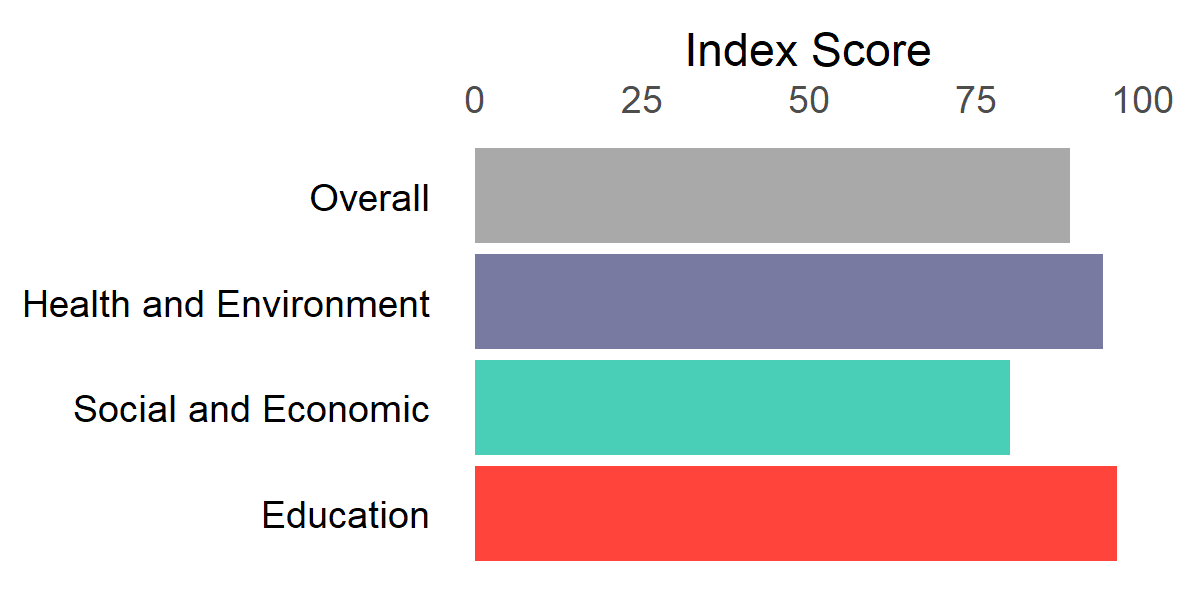 Index Score
0 25 50 75 100
Overall
Health and Environment
Social and Economic
Education